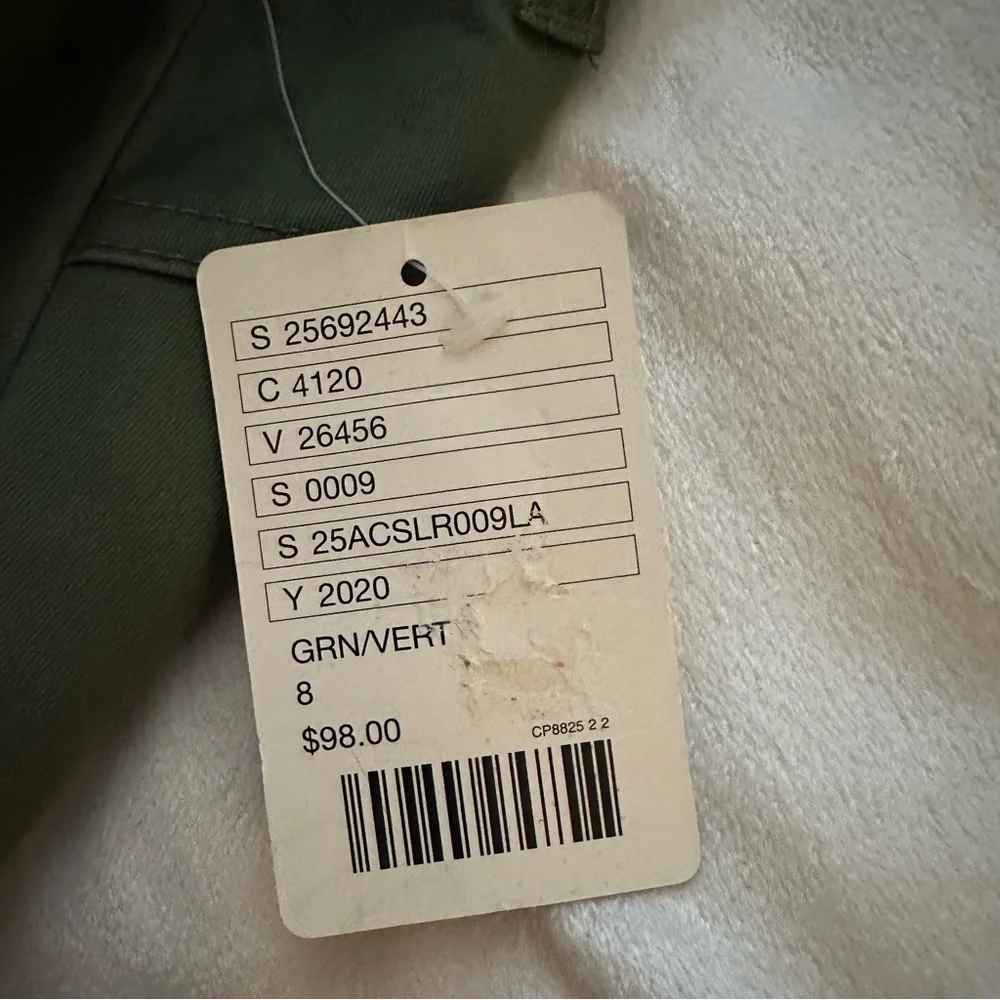 S 25692443
C 4120
V 26456
S 0009
S 25ACSLR009LA
Y 2020
GRN/VERT
8
$98.00
CP8825 2 2